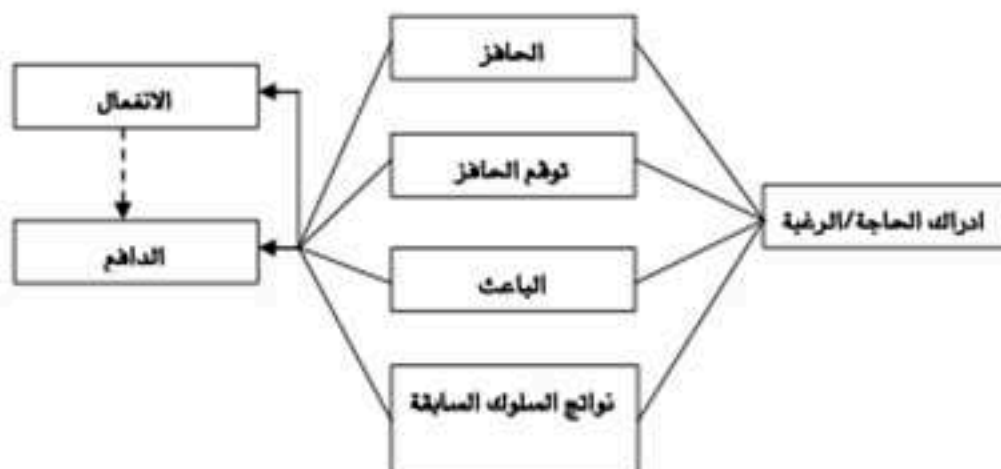 ادراك الحاجة/الرغبة
الحافز
توقع الحافز
الباعث
نواتج السلوك السابقة
الانفعال
الدافع